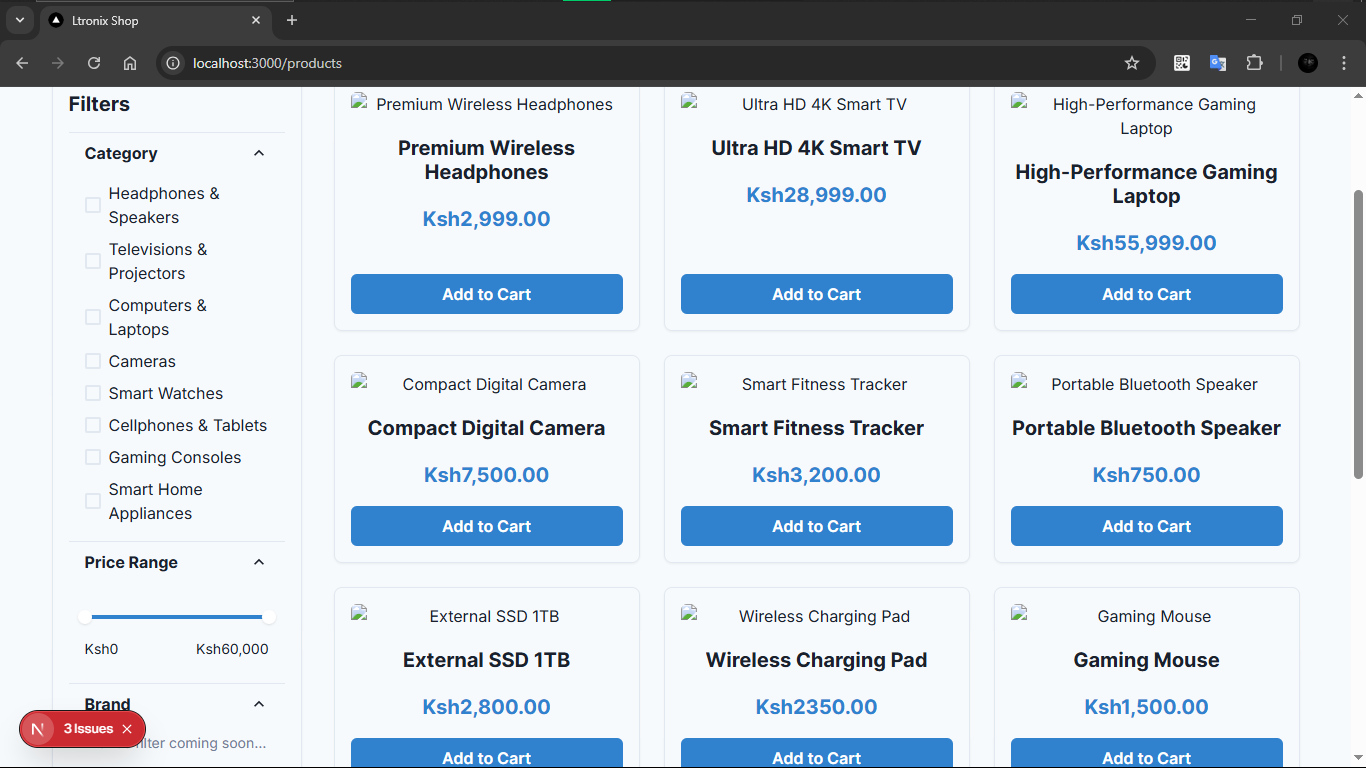 Ltronix Shop
localhost:3000/products
Filters
Category
Headphones &
Speakers
Televisions &
Projectors
Computers &
Laptops
Cameras
Smart Watches
Cellphones & Tablets
Gaming Consoles
Smart Home
Appliances
Price Range
Ksh0
Ksh60,000
Brand
filter coming soon...
N
3 Issues
Premium Wireless Headphones
Premium Wireless
Headphones
Ksh2,999.00
Add to Cart
Ultra HD 4K Smart TV
Ultra HD 4K Smart TV
Ksh28,999.00
Add to Cart
High-Performance Gaming
Laptop
High-Performance Gaming
Laptop
Ksh55,999.00
Add to Cart
Compact Digital Camera
Compact Digital Camera
Ksh7,500.00
Add to Cart
Smart Fitness Tracker
Smart Fitness Tracker
Ksh3,200.00
Add to Cart
Portable Bluetooth Speaker
Portable Bluetooth Speaker
Ksh750.00
Add to Cart
External SSD 1TB
External SSD 1TB
Ksh2,800.00
Add to Cart
Wireless Charging Pad
Wireless Charging Pad
Ksh2350.00
Add to Cart
Gaming Mouse
Gaming Mouse
Ksh1,500.00
Add to Cart